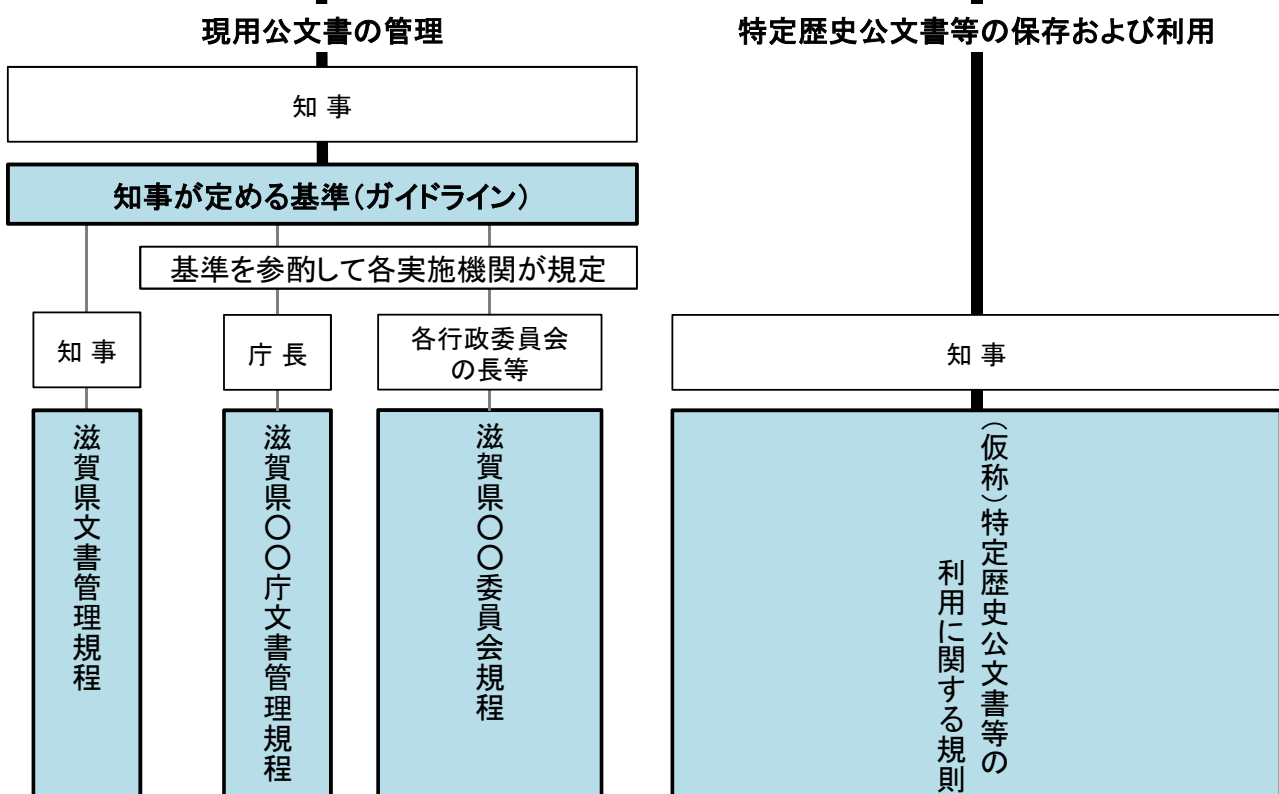 現用公文書の管理
特定歴史公文書等の保存および利用
知 事
知事が定める基準(ガイドライン)
基準を参酌して各実施機関が規定
知 事
庁 長
各行政委員会
の長等
知 事
滋賀県文書管理規程
滋賀県〇〇庁文書管理規程
滋賀県〇〇委員会規程
(仮称)特定歴史公文書等の
利用に関する規則